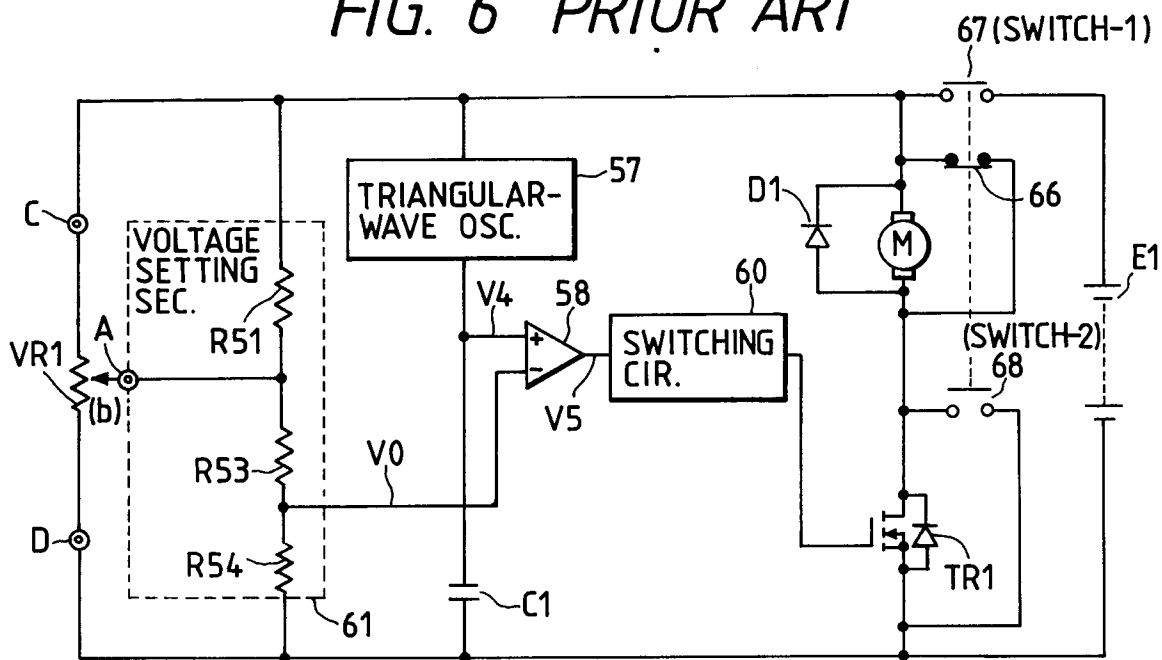 FIG. 6 PRIOR ART
67 (SWITCH-1)
57
TRIANGULAR-
WAVE OSC.
D1
66
C
VOLTAGE
SETTING
SEC.
M
E1
R51
V4
58
60
A
+
-
SWITCHING
CIR.
(SWITCH-2)
68
VR1
(b)
V5
R53
V0
D
R54
C1
TR1
61